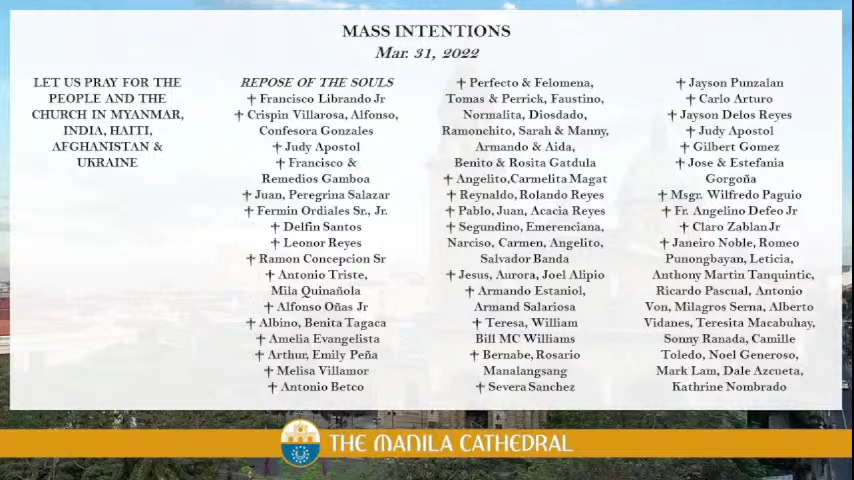 MASS INTENTIONS
Mar. 31, 2022
LET US PRAY FOR THE
PEOPLE AND THE
CHURCH IN MYANMAR,
INDIA, HAITI,
AFGHANISTAN &
UKRAINE
REPOSE OF THE SOULS
✝ Francisco Librando Jr
✝ Crispin Villarosa, Alfonso,
Confesora Gonzales
✝ Judy Apostol
✝ Francisco &
Remedios Gamboa
✝ Juan, Peregrina Salazar
✝ Fermin Ordiales Sr., Jr.
✝ Delfin Santos
✝ Leonor Reyes
✝ Ramon Concepcion Sr
✝ Antonio Triste,
Mila Quinañola
✝ Alfonso Oñas Jr
✝ Albino, Benita Tagaca
✝ Amelia Evangelista
✝ Arthur, Emily Peña
✝ Melisa Villamor
✝ Antonio Betco
✝ Perfecto & Felomena,
Tomas & Perrick, Faustino,
Normalita, Diosdado,
Ramonchito, Sarah & Manny,
Armando & Aida,
Benito & Rosita Gatdula
✝ Angelito,Carmelita Magat
✝ Reynaldo, Rolando Reyes
✝ Pablo, Juan, Acacia Reyes
✝ Segundino, Emerenciana,
Narciso, Carmen, Angelito,
Salvador Banda
✝ Jesus, Aurora, Joel Alipio
✝ Armando Estaniol,
Armand Salariosa
✝ Teresa, William
Bill MC Williams
✝ Bernabe, Rosario
Manalangsang
✝ Severa Sanchez
✝ Jayson Punzalan
✝ Carlo Arturo
✝ Jayson Delos Reyes
✝ Judy Apostol
✝ Gilbert Gomez
✝ Jose & Estefania
Gorgoña
✝ Msgr. Wilfredo Paguio
✝ Fr. Angelino Defeo Jr
✝ Claro Zablan Jr
✝ Janeiro Noble, Romeo
Punongbayan, Leticia,
Anthony Martin Tanquintic,
Ricardo Pascual, Antonio
Von, Milagros Serna, Alberto
Vidanes, Teresita Macabuhay,
Sonny Ranada, Camille
Toledo, Noel Generoso,
Mark Lam, Dale Azcueta,
Kathrine Nombrado
THE MANILA CATHEDRAL